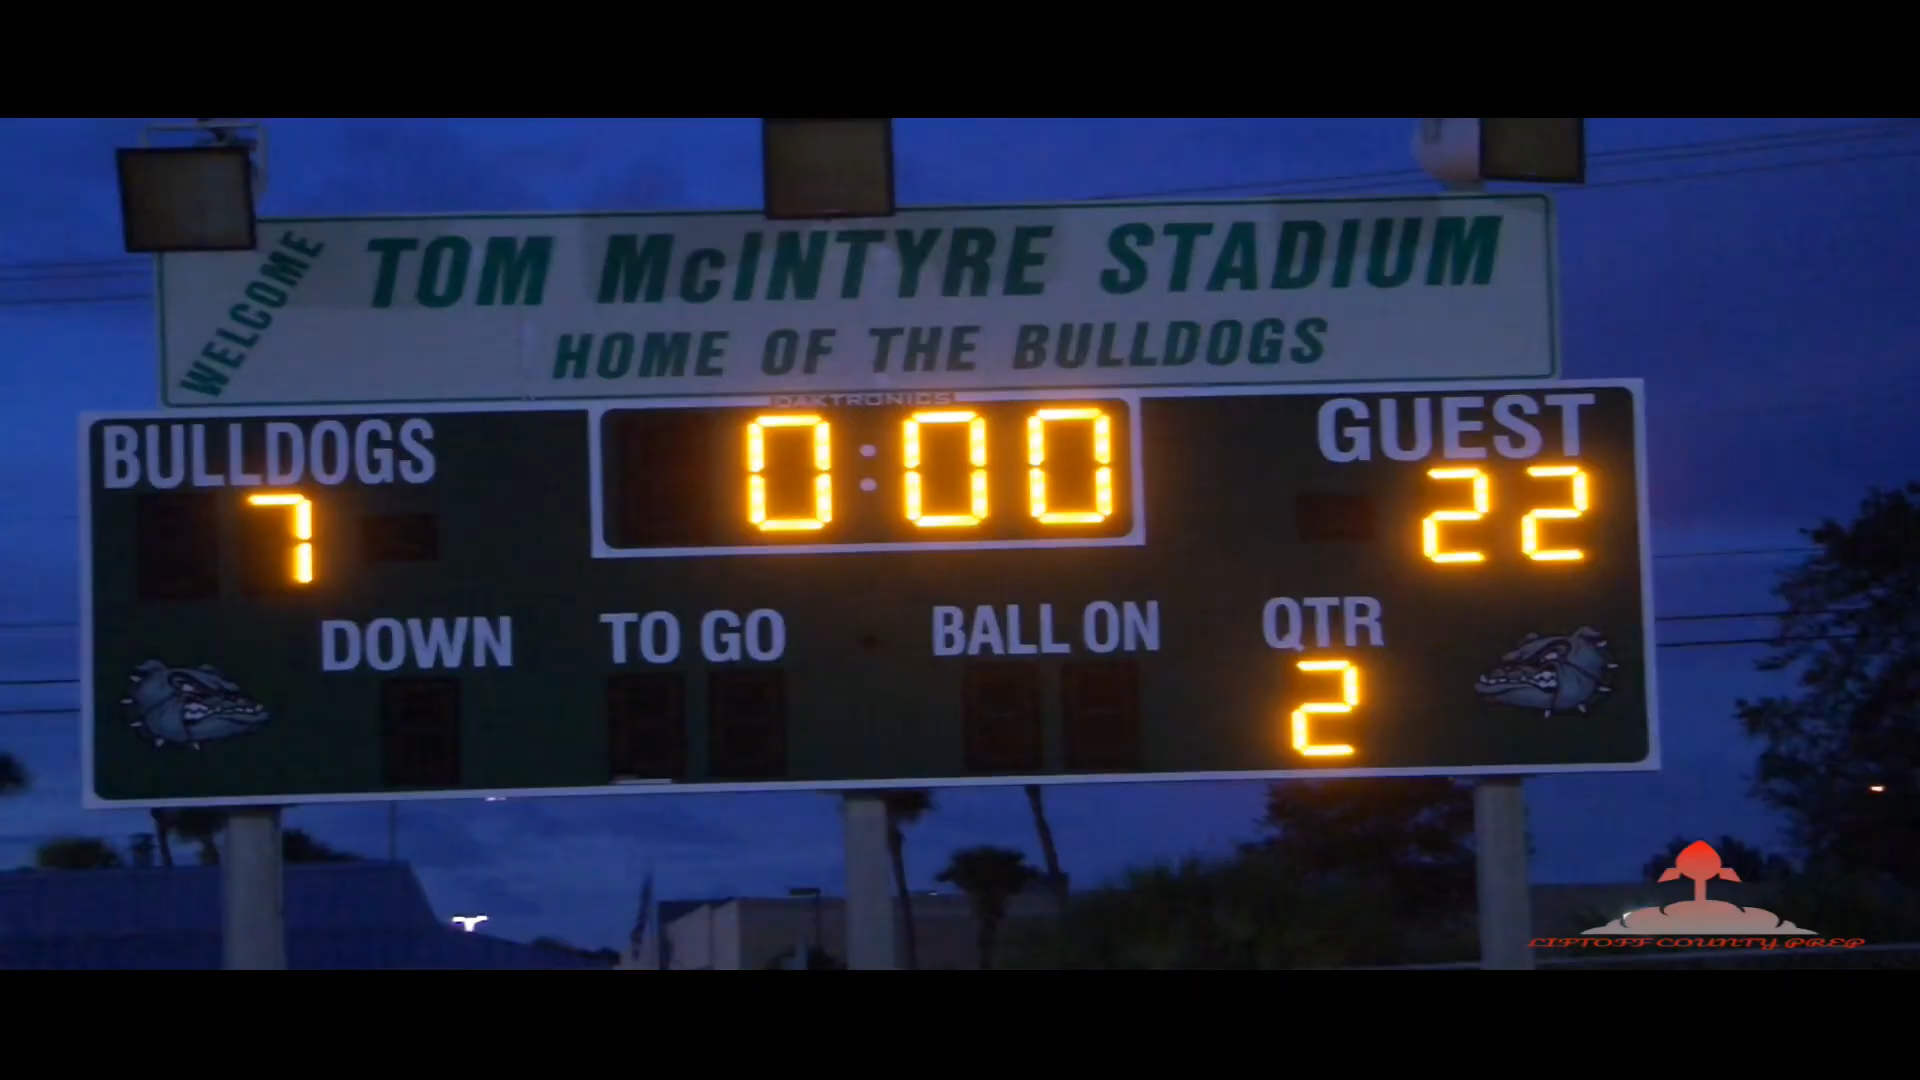 WELCOME
TOM McINTYRE STADIUM
HOME OF THE BULLDOGS
DAKTRONICS
BULLDOGS
0:00
GUEST
7
22
DOWN
TO GO
BALL ON
QTR
2
LIFTOFF COUNTY PREP